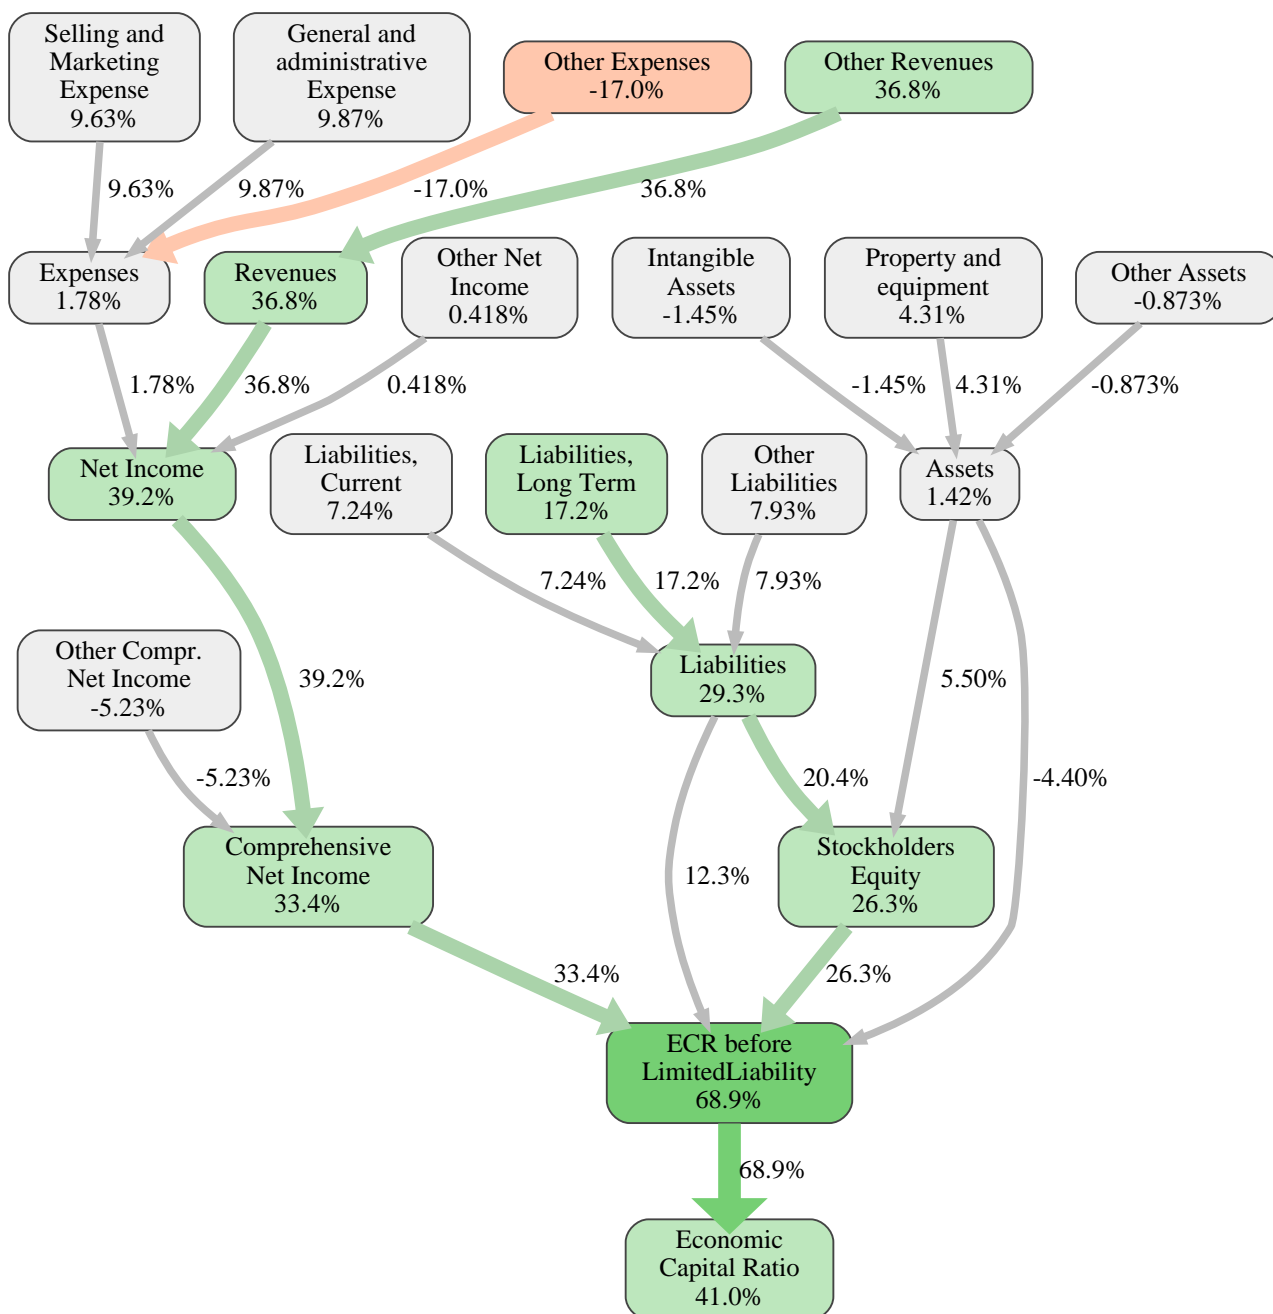 Selling and
Marketing
Expense
9.63%
General and
administrative
Expense
9.87%
Other Expenses
-17.0%
Other Revenues
36.8%
9.63%
9.87%
-17.0%
36.8%
Expenses
1.78%
Revenues
36.8%
Other Net
Income
0.418%
Intangible
Assets
-1.45%
Property and
equipment
4.31%
Other Assets
-0.873%
1.78%
36.8%
0.418%
-1.45%
4.31%
-0.873%
Net Income
39.2%
Liabilities,
Current
7.24%
Liabilities,
Long Term
17.2%
Other
Liabilities
7.93%
Assets
1.42%
7.24%
17.2%
7.93%
Other Compr.
Net Income
-5.23%
39.2%
Liabilities
29.3%
5.50%
-5.23%
20.4%
-4.40%
Comprehensive
Net Income
33.4%
12.3%
Stockholders
Equity
26.3%
33.4%
26.3%
ECR before
LimitedLiability
68.9%
68.9%
Economic
Capital Ratio
41.0%